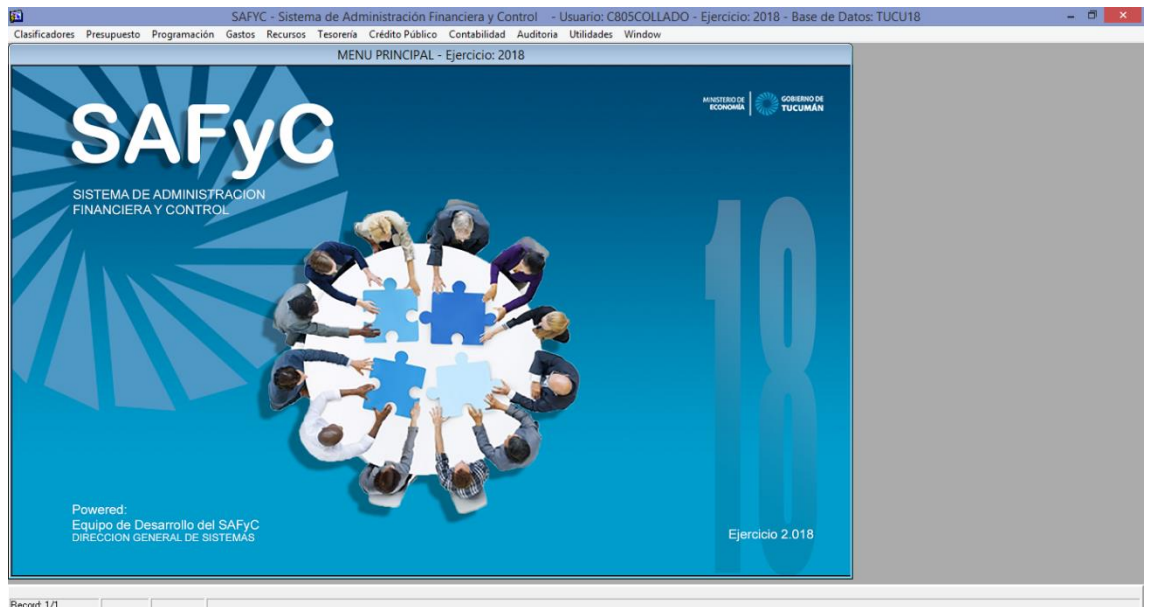 SAFYC - Sistema de Administración Financiera y Control - Usuario: C805COLLADO - Ejercicio: 2018 - Base de Datos: TUCU18
Clasificadores Presupuesto Programación Gastos Recursos Tesorería Crédito Público Contabilidad Auditoria Utilidades Window
MENU PRINCIPAL - Ejercicio: 2018
MINISTERIO DE
ECONOMÍA
GOBIERNO DE
TUCUMÁN
SAFyC
SISTEMA DE ADMINISTRACION
FINANCIERA Y CONTROL
18
18
Powered:
Equipo de Desarrollo del SAFyC
DIRECCION GENERAL DE SISTEMAS
Ejercicio 2.018
Record: 1/1